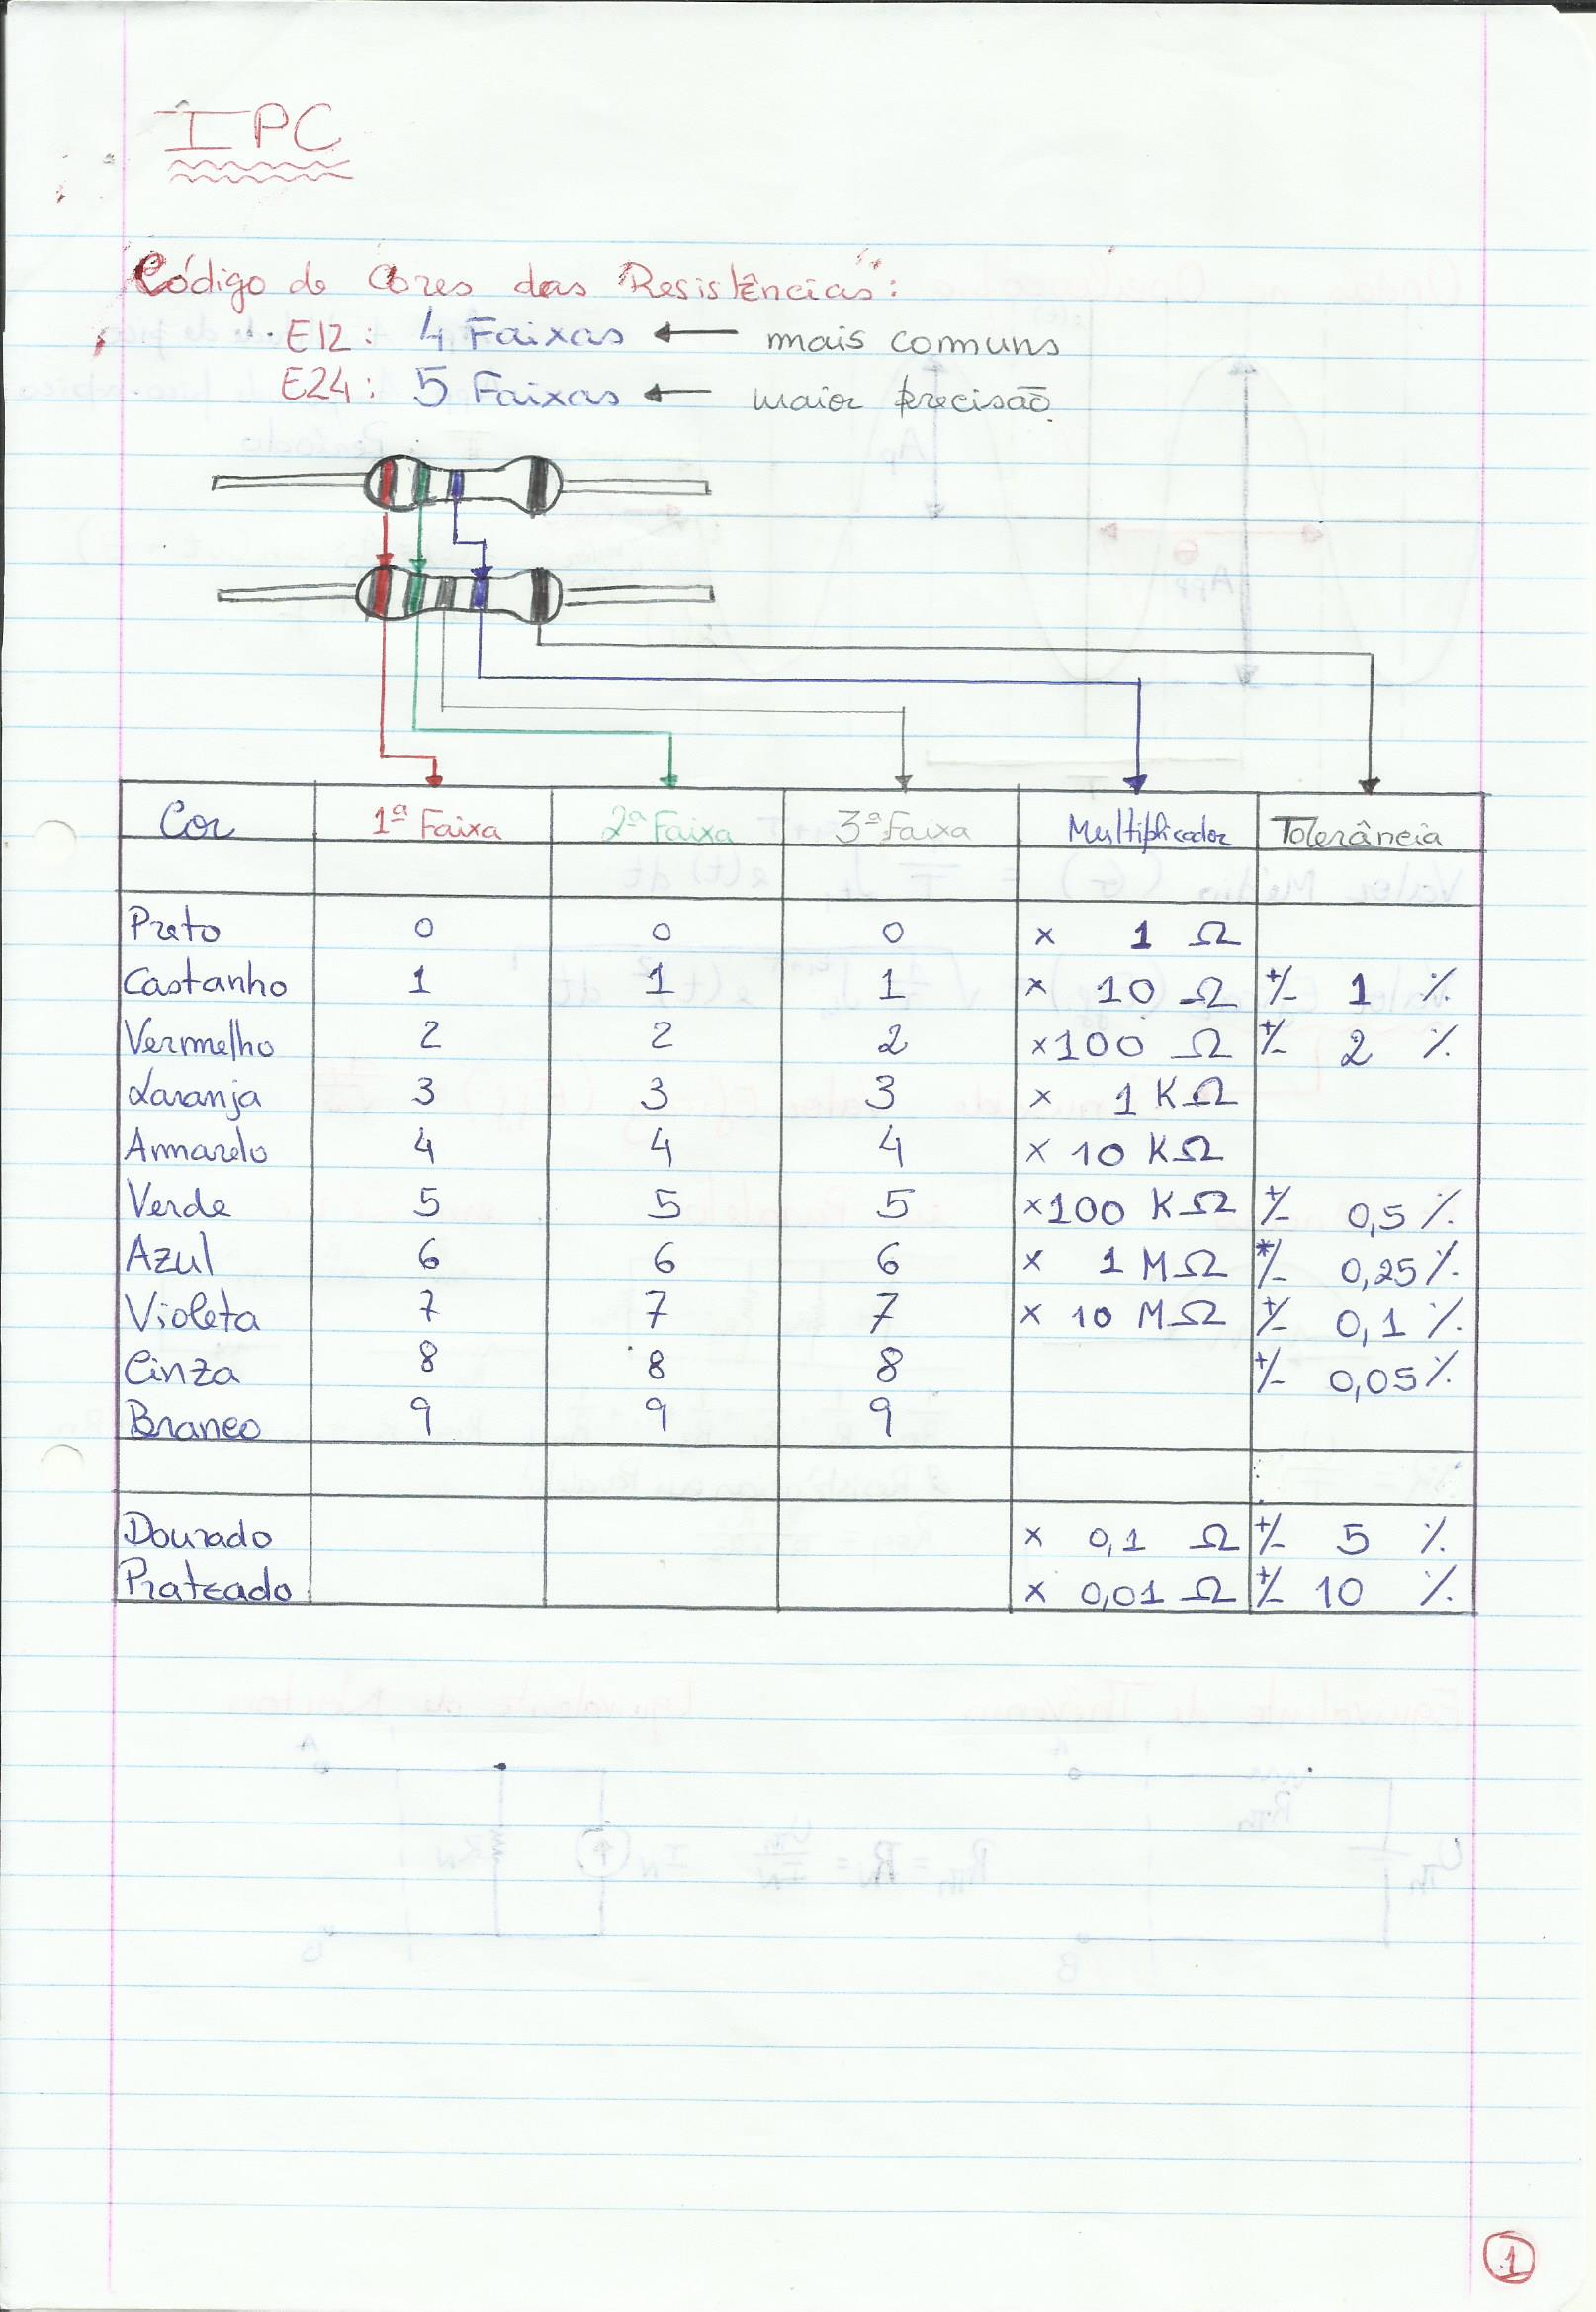 IPC
Código de Cores das Resistências:
E12: 4 Faixas ← mais comuns
E24: 5 Faixas ← maior precisão
Cor 1ª Faixa 2ª Faixa 3ª Faixa Multiplicador Tolerância
Preto 0 0 0 x 1 Ω
Castanho 1 1 1 x 10 Ω +/- 1 %
Vermelho 2 2 2 x 100 Ω +/- 2 %
Laranja 3 3 3 x 1 KΩ
Amarelo 4 4 4 x 10 KΩ
Verde 5 5 5 x 100 KΩ +/- 0,5 %
Azul 6 6 6 x 1 MΩ +/- 0,25 %
Violeta 7 7 7 x 10 MΩ +/- 0,1 %
Cinza 8 8 8 +/- 0,05 %
Branco 9 9 9
Dourado x 0,1 Ω +/- 5 %
Prateado x 0,01 Ω +/- 10 %
1